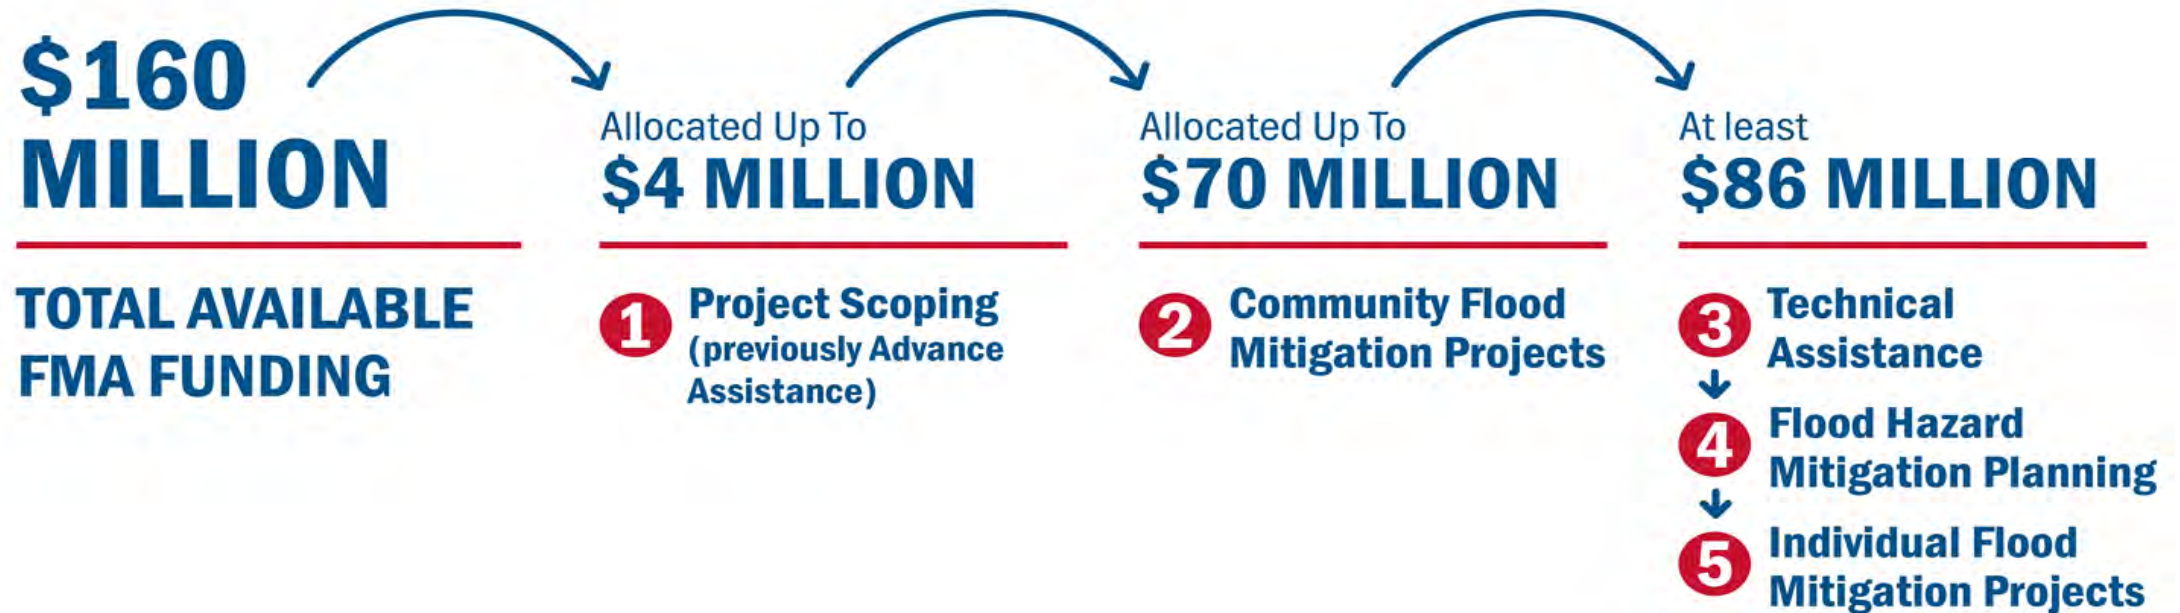 $160
MILLION
TOTAL AVAILABLE
FMA FUNDING
Allocated Up To
$4 MILLION
1 Project Scoping
(previously Advance
Assistance)
Allocated Up To
$70 MILLION
2 Community Flood
Mitigation Projects
At least
$86 MILLION
3 Technical
Assistance
4 Flood Hazard
Mitigation Planning
5 Individual Flood
Mitigation Projects